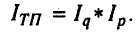 I_ТП = I_q * I_p.